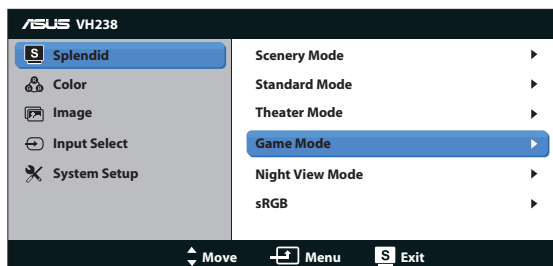 ASUS VH238
S Splendid
Color
Image
Input Select
System Setup
Scenery Mode
Standard Mode
Theater Mode
Game Mode
Night View Mode
sRGB
Move Menu S Exit